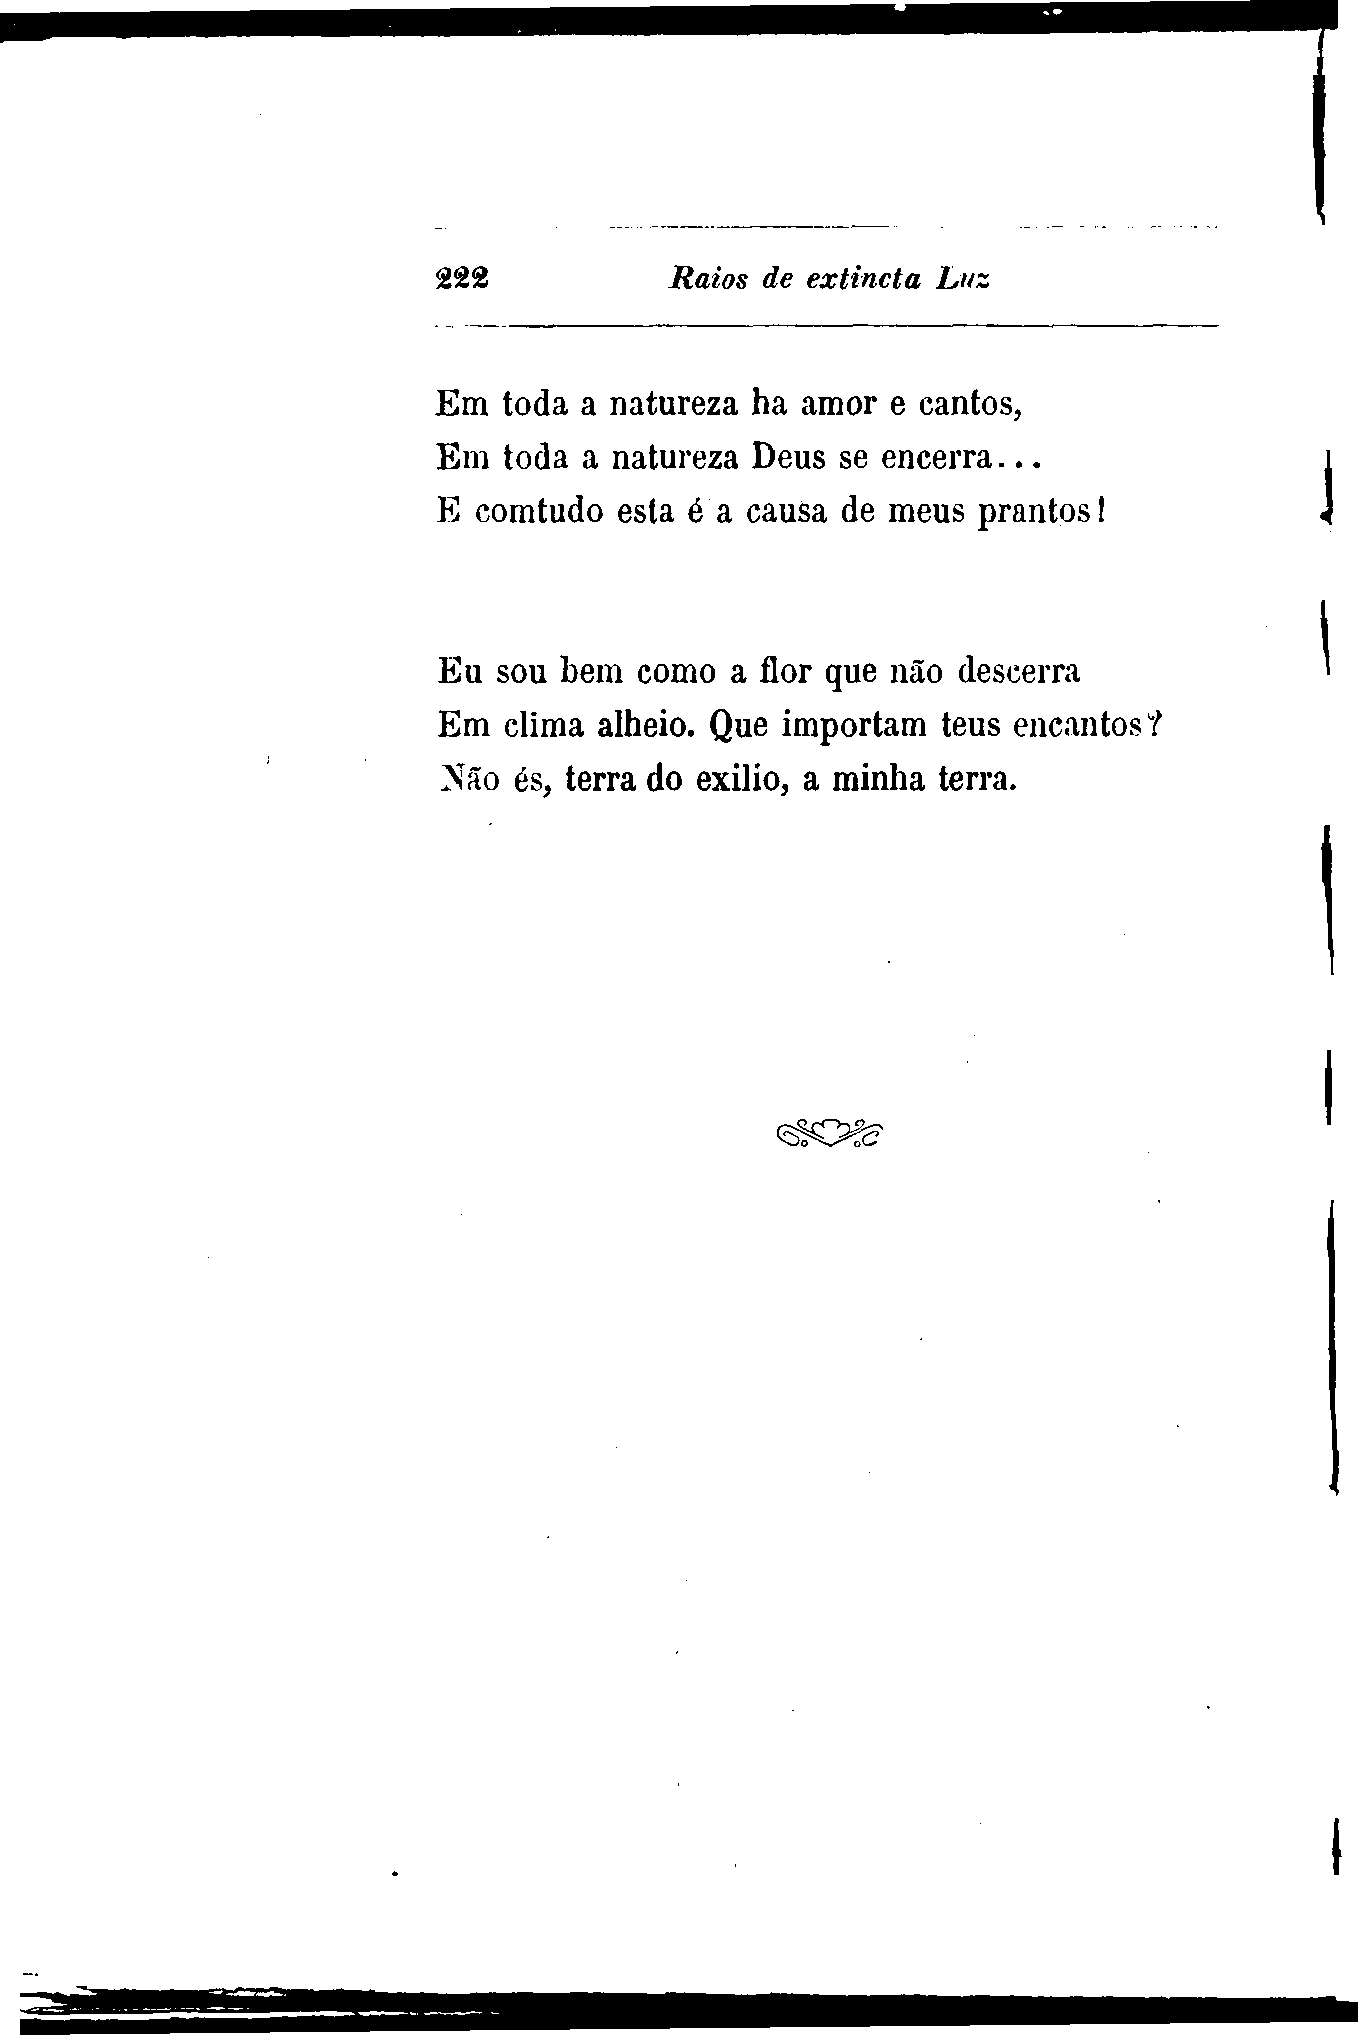 222 Raios de extincta Luz
Em toda a natureza ha amor e cantos,
Em toda a natureza Deus se encerra...
E comtudo esta é a causa de meus prantos!
Eu sou bem como a flor que não descerra
Em clima alheio. Que importam teus encantos?
Não és, terra do exilio, a minha terra.